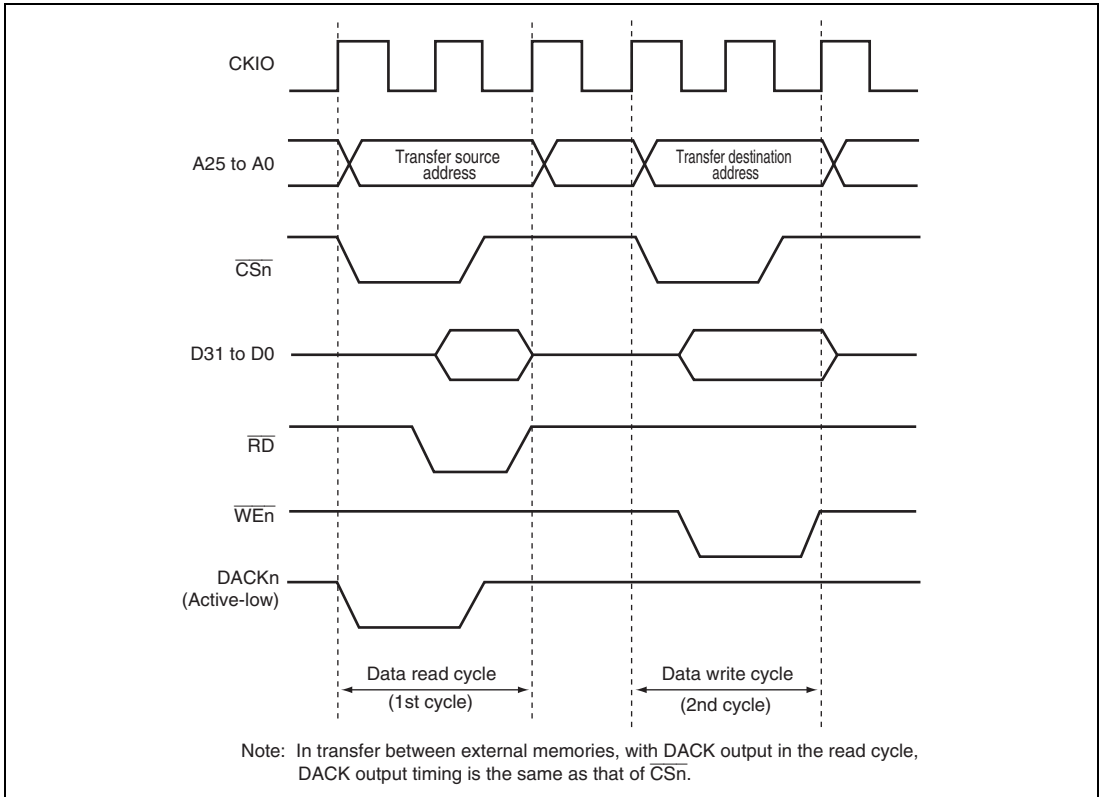 CKIO
A25 to A0
Transfer source
address
Transfer destination
address
CSn
D31 to D0
RD
WEn
DACKn
(Active-low)
Data read cycle
(1st cycle)
Data write cycle
(2nd cycle)
Note: In transfer between external memories, with DACK output in the read cycle,
DACK output timing is the same as that of CSn.